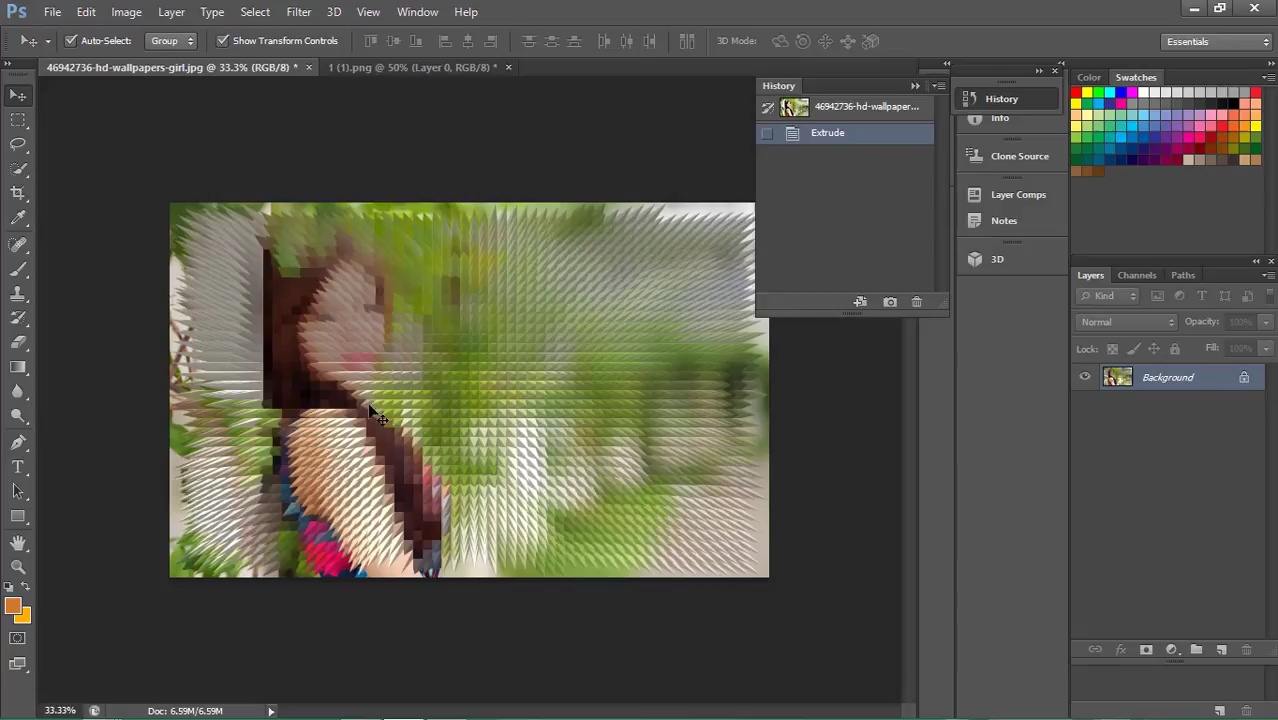 Ps File Edit Image Layer Type Select Filter 3D View Window Help
Auto-Select: Group Show Transform Controls 3D Mode: Essentials
46942736-hd-wallpapers-girl.jpg @ 33.3% (RGB/8) * × 1 (1).png @ 50% (Layer 0, RGB/8) * ×
History
46942736-hd-wallpaper...
Extrude
History
Info
Clone Source
Layer Comps
Notes
3D
Color Swatches
Layers Channels Paths
Kind
Normal Opacity: 100%
Lock: Fill: 100%
Background
33.33% Doc: 6.59M/6.59M